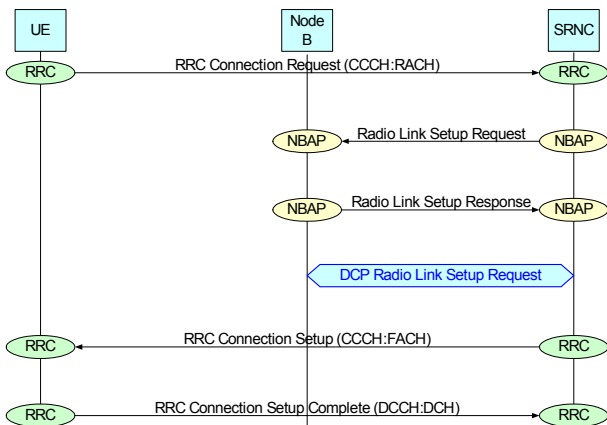 UE
Node
B
SRNC
RRC Connection Request (CCCH:RACH)
RRC
RRC
Radio Link Setup Request
NBAP
NBAP
Radio Link Setup Response
NBAP
NBAP
DCP Radio Link Setup Request
RRC Connection Setup (CCCH:FACH)
RRC
RRC
RRC Connection Setup Complete (DCCH:DCH)
RRC
RRC